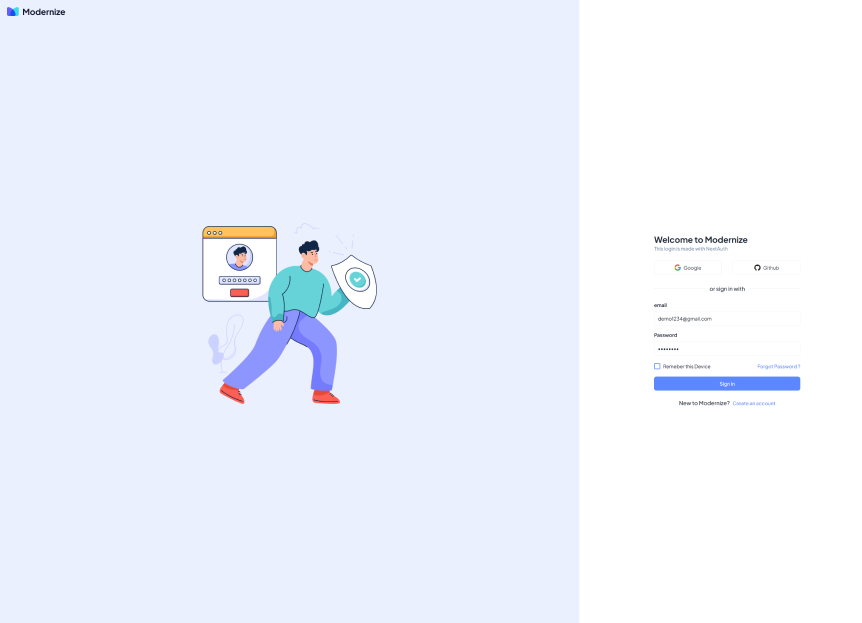 Modernize
Welcome to Modernize
This login is made with NextAuth
Google
Github
or sign in with
email
demo1234@gmail.com
Password
••••••••
Remeber this Device
Forgot Password ?
Sign in
New to Modernize? Create an account